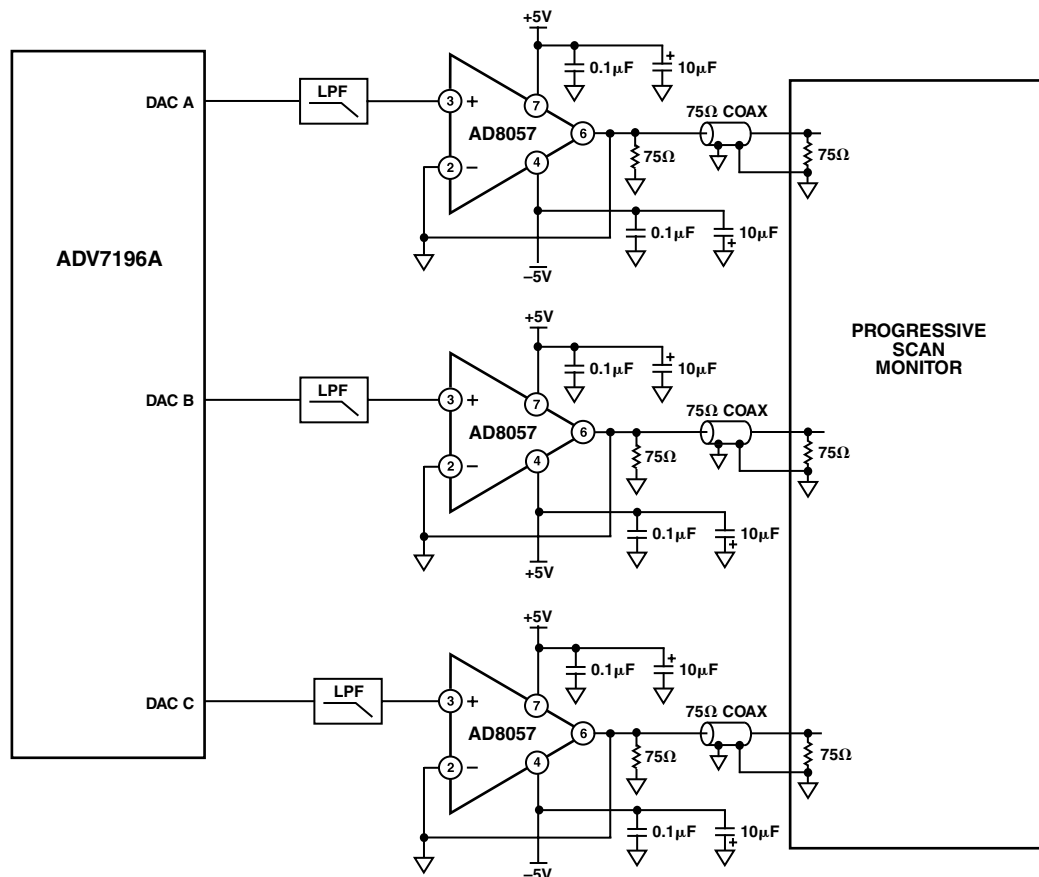 ADV7196A
DAC A
LPF
3
+
2
−
AD8057
7
4
6
+5V
0.1µF
+
10µF
75Ω
75Ω COAX
75Ω
0.1µF
10µF
+
−5V
DAC B
LPF
3
+
2
−
AD8057
7
4
6
+5V
0.1µF
+
10µF
75Ω
75Ω COAX
75Ω
0.1µF
10µF
+
+5V
DAC C
LPF
3
+
2
−
AD8057
7
4
6
+5V
0.1µF
+
10µF
75Ω
75Ω COAX
75Ω
0.1µF
10µF
+
−5V
PROGRESSIVE
SCAN
MONITOR